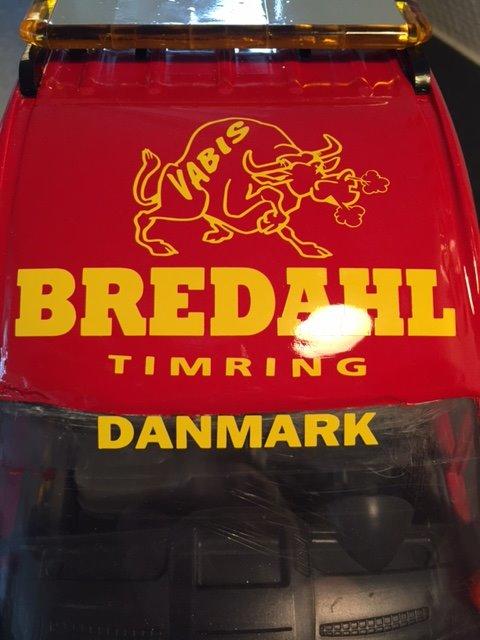 VABIS
BREDAHL
TIMRING
DANMARK